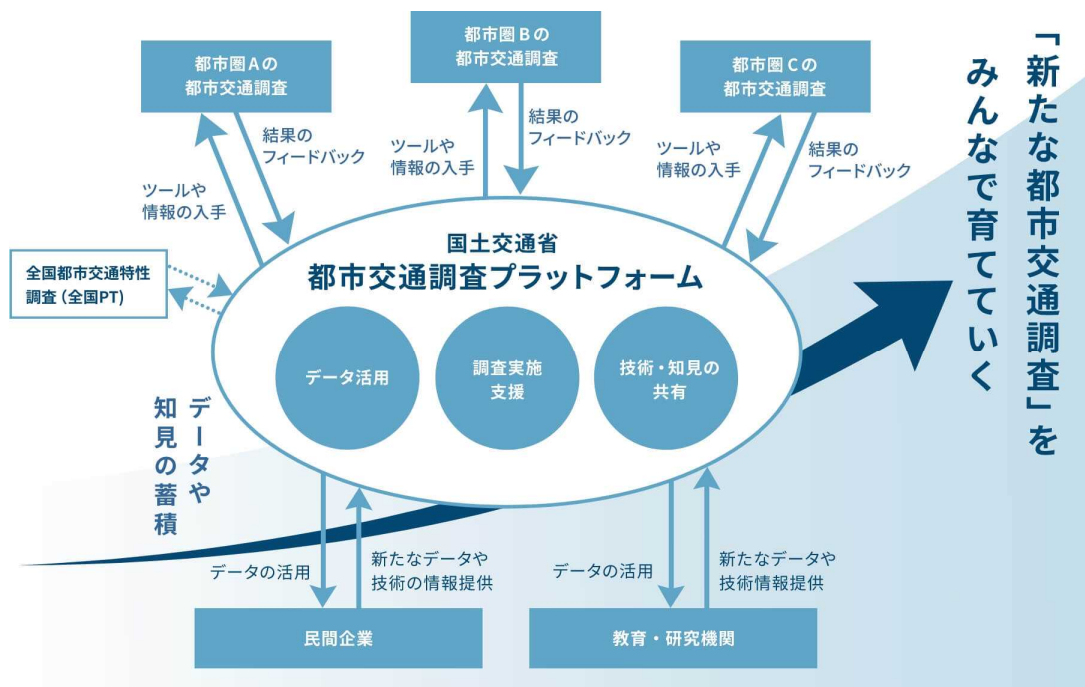 都市圏Aの
都市交通調査
都市圏Bの
都市交通調査
都市圏Cの
都市交通調査
「新たな都市交通調査」を
みんなで育てていく
ツールや
情報の入手
結果の
フィードバック
ツールや
情報の入手
結果の
フィードバック
ツールや
情報の入手
結果の
フィードバック
全国都市交通特性
調査(全国PT)
国土交通省
都市交通調査プラットフォーム
データ活用
調査実施
支援
技術・知見の
共有
データや
知見の蓄積
データの活用
新たなデータや
技術の情報提供
データの活用
新たなデータや
技術情報提供
民間企業
教育・研究機関